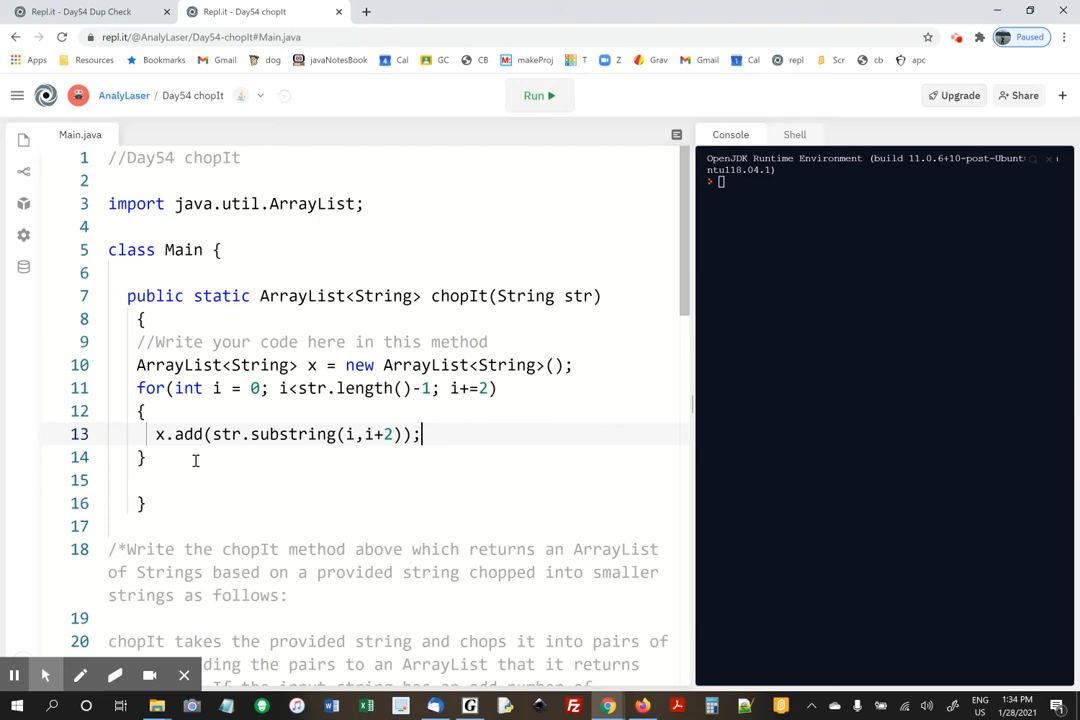 Repl.it - Day54 Dup Check × Repl.it - Day54 chopIt × +
repl.it/@AnalyLaser/Day54-chopIt#Main.java Paused
Apps Resources Bookmarks Gmail dog javaNotesBook Cal GC CB makeProj T Z Grav Gmail Cal repl Scr cb apc
AnalyLaser / Day54 chopIt Run Upgrade Share +
Main.java Console Shell
1 //Day54 chopIt
2
3 import java.util.ArrayList;
4
5 class Main {
6
7 public static ArrayList<String> chopIt(String str)
8 {
9 //Write your code here in this method
10 ArrayList<String> x = new ArrayList<String>();
11 for(int i = 0; i<str.length()-1; i+=2)
12 {
13 x.add(str.substring(i,i+2));
14 }
15
16 }
17
18 /*Write the chopIt method above which returns an ArrayList
of Strings based on a provided string chopped into smaller
strings as follows:
19
20 chopIt takes the provided string and chops it into pairs of
ding the pairs to an ArrayList that it returns
OpenJDK Runtime Environment (build 11.0.6+10-post-Ubunt
ntu118.04.1)
>
ENG
US
1:34 PM
1/28/2021